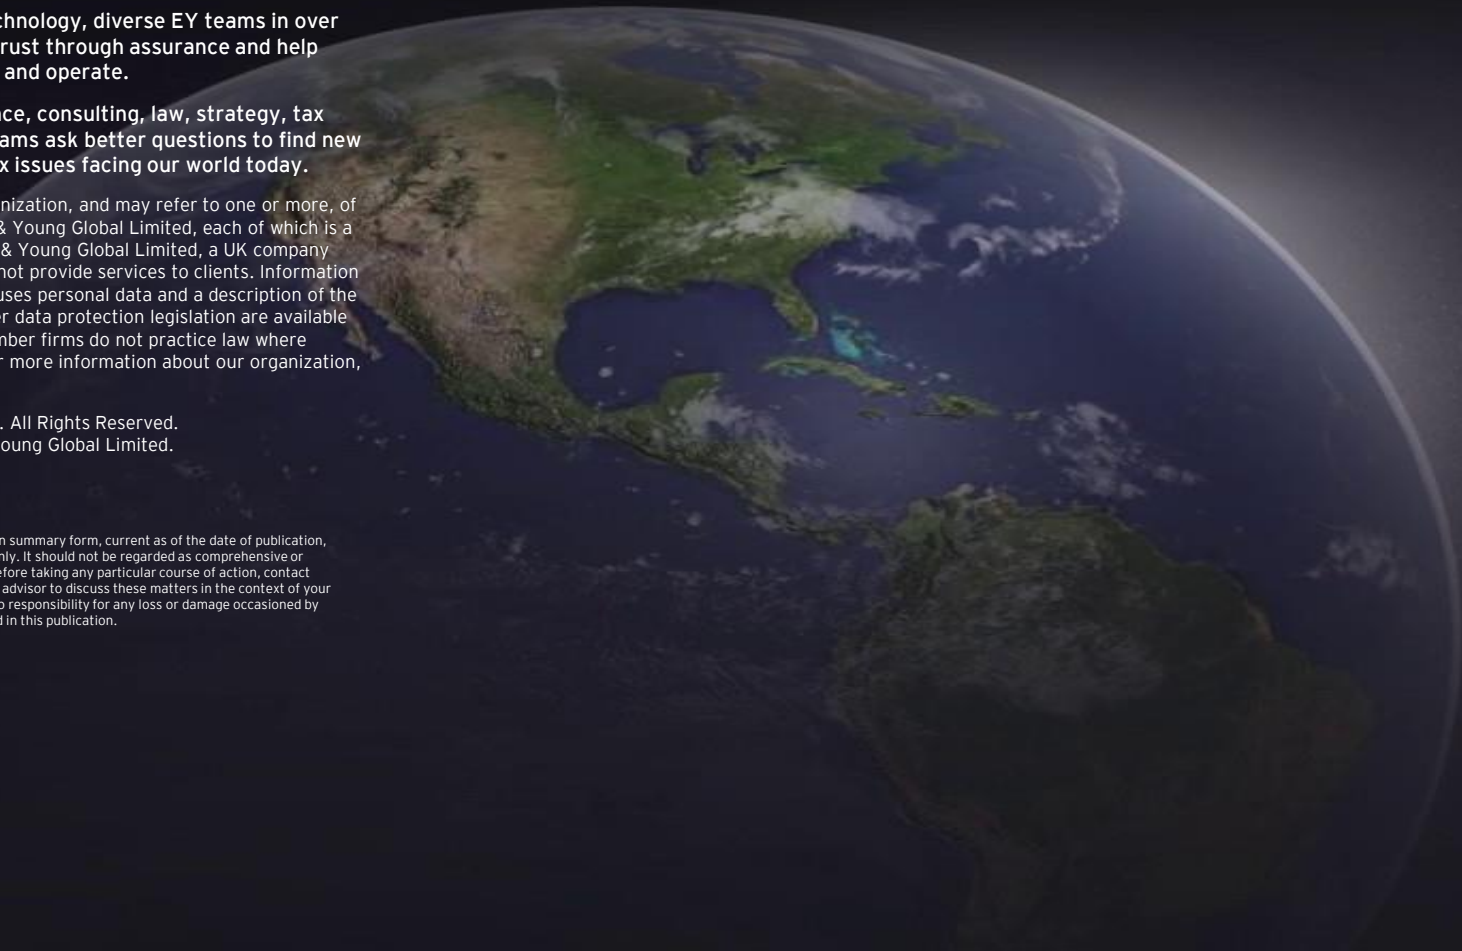 chnology, diverse EY teams in over
rust through assurance and help
and operate.
ce, consulting, law, strategy, tax
ams ask better questions to find new
x issues facing our world today.
nization, and may refer to one or more, of
& Young Global Limited, each of which is a
& Young Global Limited, a UK company
not provide services to clients. Information
uses personal data and a description of the
er data protection legislation are available
mber firms do not practice law where
r more information about our organization,
. All Rights Reserved.
oung Global Limited.
n summary form, current as of the date of publication,
nly. It should not be regarded as comprehensive or
efore taking any particular course of action, contact
advisor to discuss these matters in the context of your
o responsibility for any loss or damage occasioned by
d in this publication.